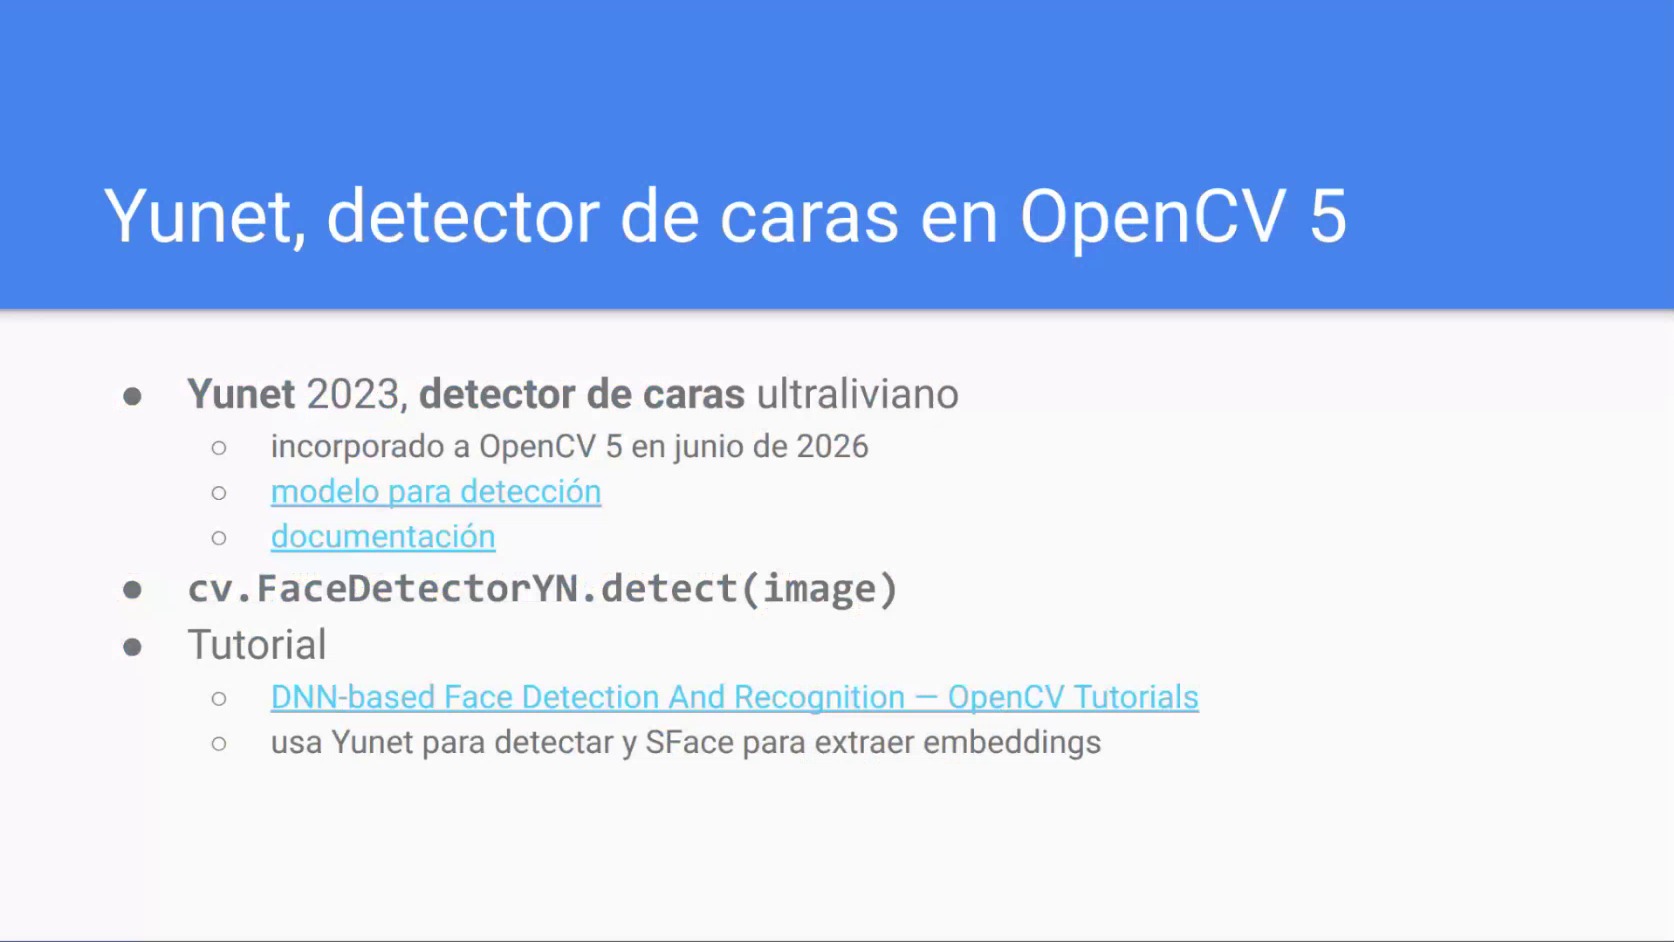 Yunet, detector de caras en OpenCV 5
● Yunet 2023, detector de caras ultraliviano
○ incorporado a OpenCV 5 en junio de 2026
○ modelo para detección
○ documentación
● cv.FaceDetectorYN.detect(image)
● Tutorial
○ DNN-based Face Detection And Recognition — OpenCV Tutorials
○ usa Yunet para detectar y SFace para extraer embeddings